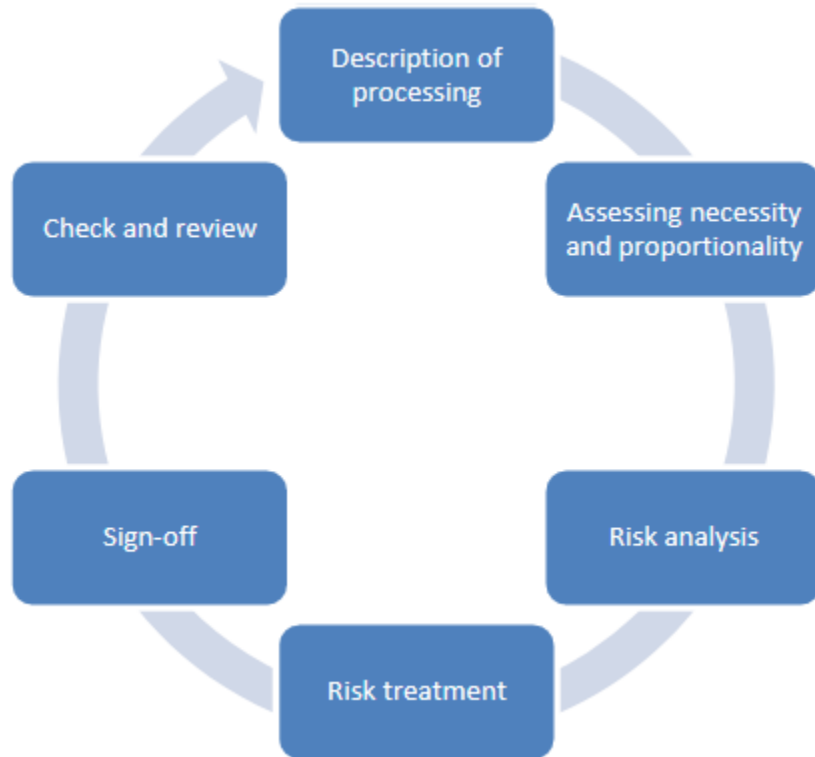 Description of
processing
Assessing necessity
and proportionality
Risk analysis
Risk treatment
Sign-off
Check and review